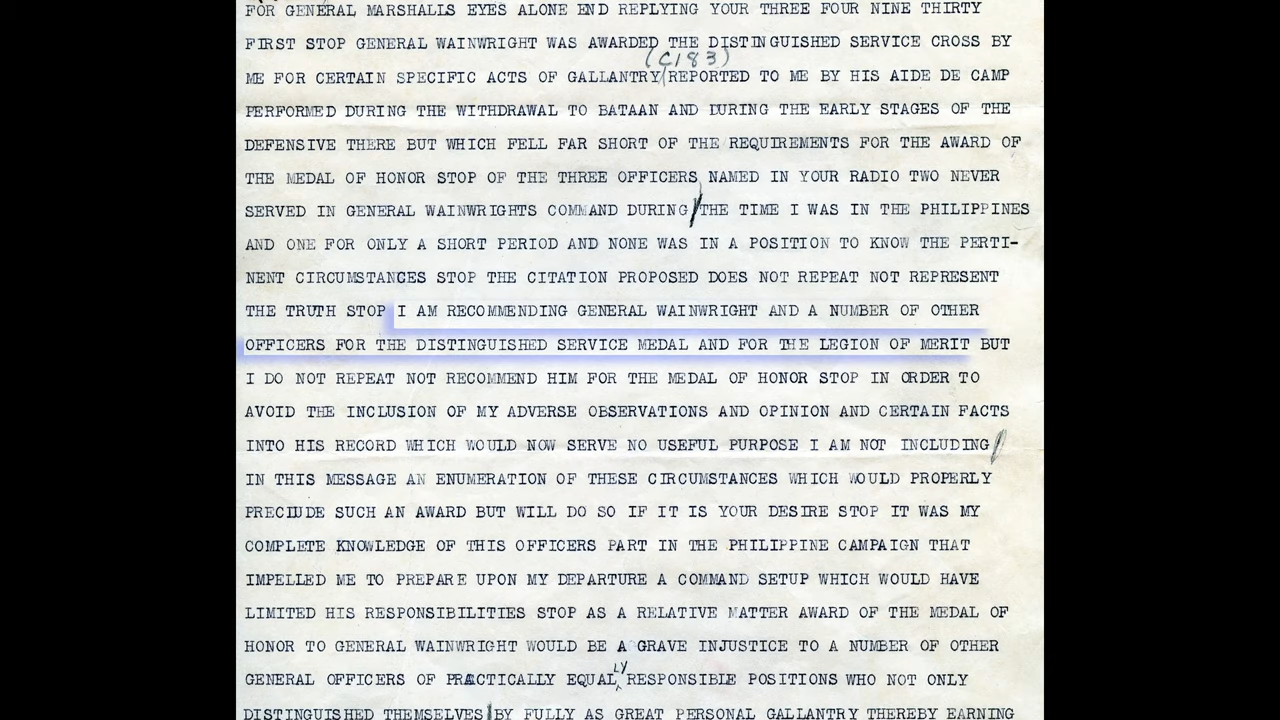 FOR GENERAL MARSHALLS EYES ALONE END REPLYING YOUR THREE FOUR NINE THIRTY
FIRST STOP GENERAL WAINWRIGHT WAS AWARDED THE DISTINGUISHED SERVICE CROSS BY
(C183)
ME FOR CERTAIN SPECIFIC ACTS OF GALLANTRY REPORTED TO ME BY HIS AIDE DE CAMP
PERFORMED DURING THE WITHDRAWAL TO BATAAN AND DURING THE EARLY STAGES OF THE
DEFENSIVE THERE BUT WHICH FELL FAR SHORT OF THE REQUIREMENTS FOR THE AWARD OF
THE MEDAL OF HONOR STOP OF THE THREE OFFICERS NAMED IN YOUR RADIO TWO NEVER
SERVED IN GENERAL WAINWRIGHTS COMMAND DURING THE TIME I WAS IN THE PHILIPPINES
AND ONE FOR ONLY A SHORT PERIOD AND NONE WAS IN A POSITION TO KNOW THE PERTI-
NENT CIRCUMSTANCES STOP THE CITATION PROPOSED DOES NOT REPEAT NOT REPRESENT
THE TRUTH STOP I AM RECOMMENDING GENERAL WAINWRIGHT AND A NUMBER OF OTHER
OFFICERS FOR THE DISTINGUISHED SERVICE MEDAL AND FOR THE LEGION OF MERIT BUT
I DO NOT REPEAT NOT RECOMMEND HIM FOR THE MEDAL OF HONOR STOP IN ORDER TO
AVOID THE INCLUSION OF MY ADVERSE OBSERVATIONS AND OPINION AND CERTAIN FACTS
INTO HIS RECORD WHICH WOULD NOW SERVE NO USEFUL PURPOSE I AM NOT INCLUDING
IN THIS MESSAGE AN ENUMERATION OF THESE CIRCUMSTANCES WHICH WOULD PROPERLY
PRECLUDE SUCH AN AWARD BUT WILL DO SO IF IT IS YOUR DESIRE STOP IT WAS MY
COMPLETE KNOWLEDGE OF THIS OFFICERS PART IN THE PHILIPPINE CAMPAIGN THAT
IMPELLED ME TO PREPARE UPON MY DEPARTURE A COMMAND SETUP WHICH WOULD HAVE
LIMITED HIS RESPONSIBILITIES STOP AS A RELATIVE MATTER AWARD OF THE MEDAL OF
HONOR TO GENERAL WAINWRIGHT WOULD BE A GRAVE INJUSTICE TO A NUMBER OF OTHER
GENERAL OFFICERS OF PRACTICALLY EQUALLY RESPONSIBLE POSITIONS WHO NOT ONLY
DISTINGUISHED THEMSELVES BY FULLY AS GREAT PERSONAL GALLANTRY THEREBY EARNING